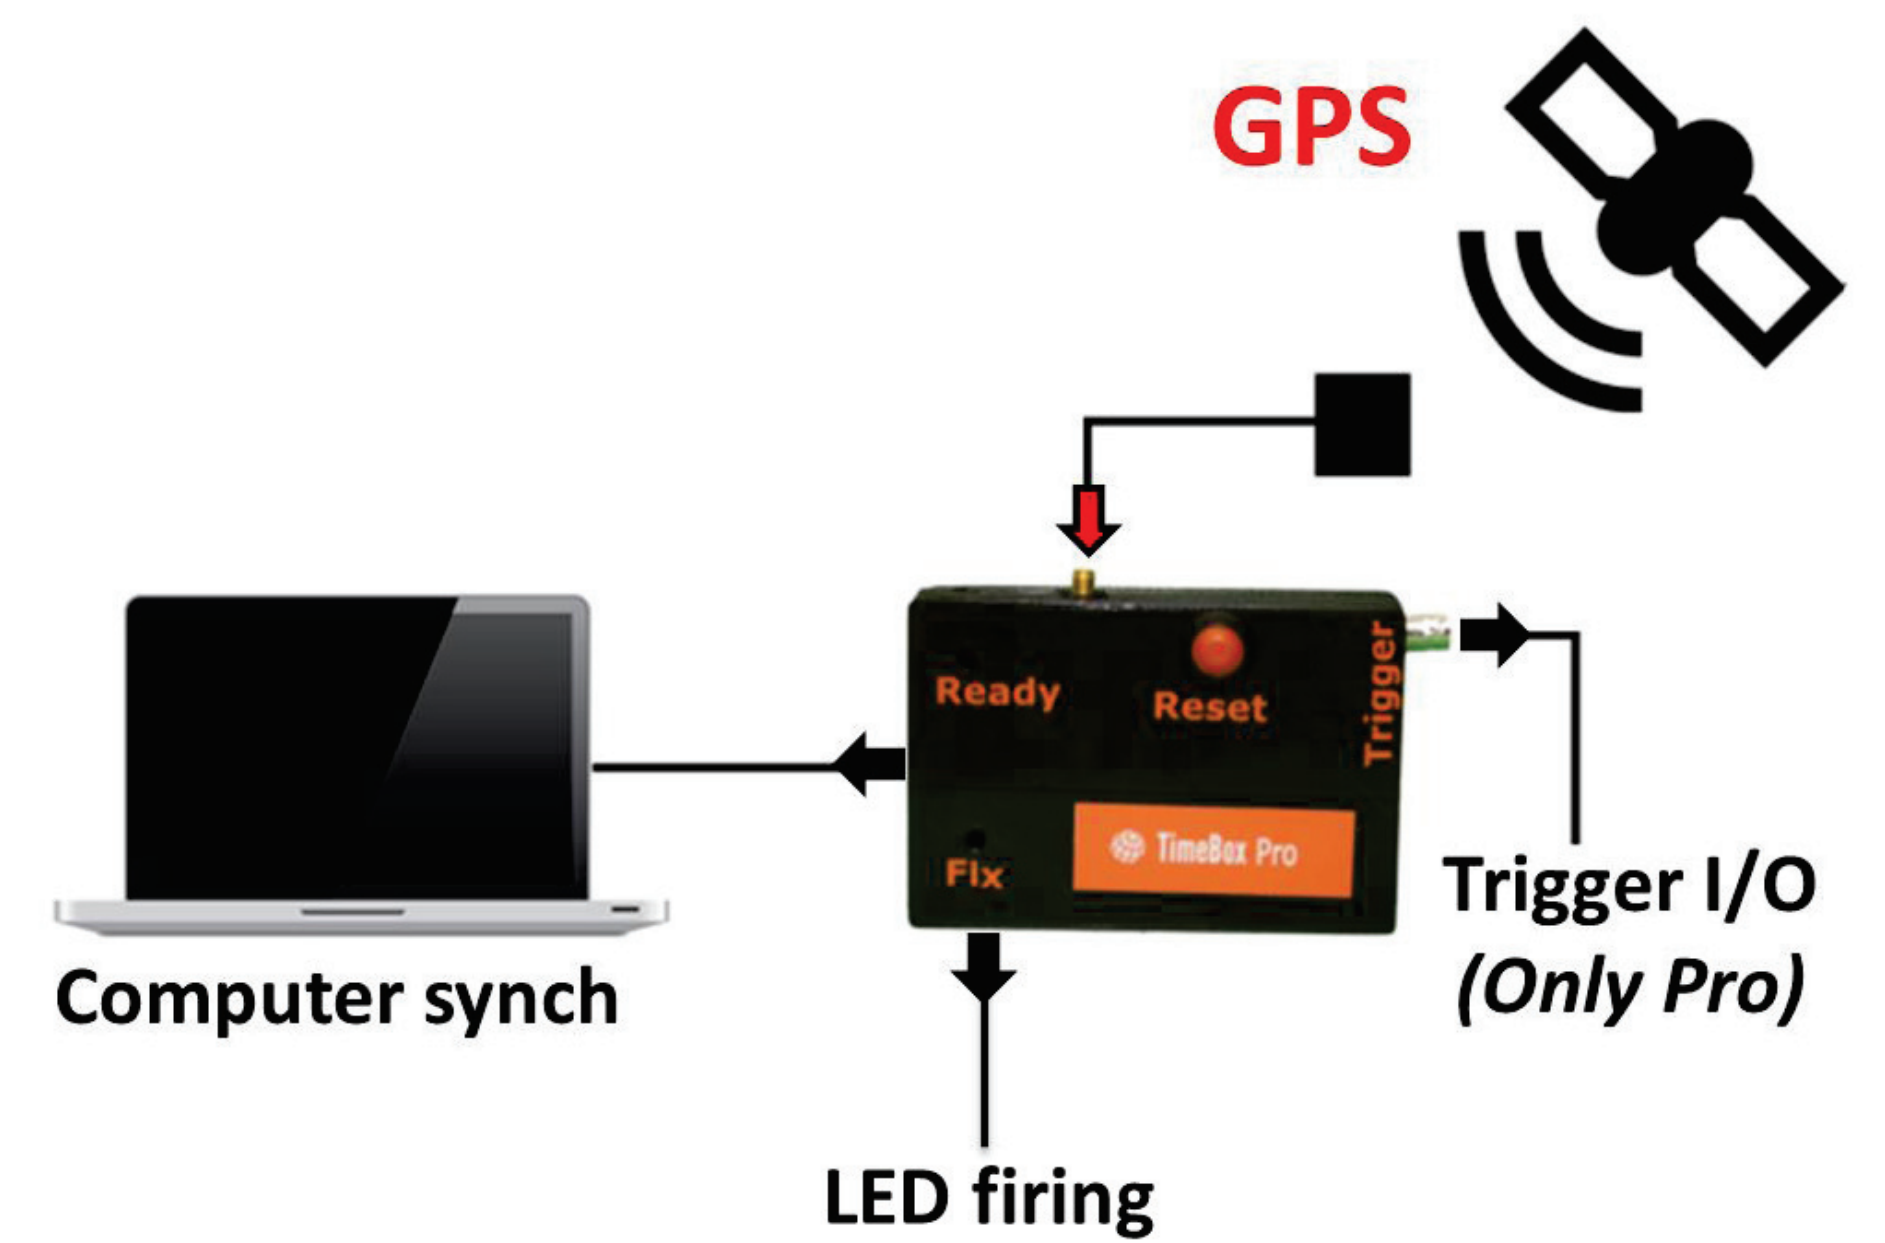 GPS
Ready
Reset
Trigger
Fix
TimeBox Pro
Trigger I/O
(Only Pro)
Computer synch
LED firing